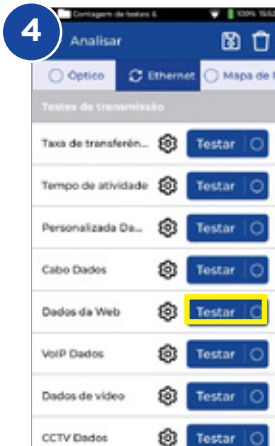 4
Contagem de testes 6
100% 15:52
Analisar
Óptico Ethernet Mapa de
Testes de transmissão
Taxa de transferên... Testar
Tempo de atividade Testar
Personalizada Da... Testar
Cabo Dados Testar
Dados da Web Testar
VoIP Dados Testar
Dados de vídeo Testar
CCTV Dados Testar